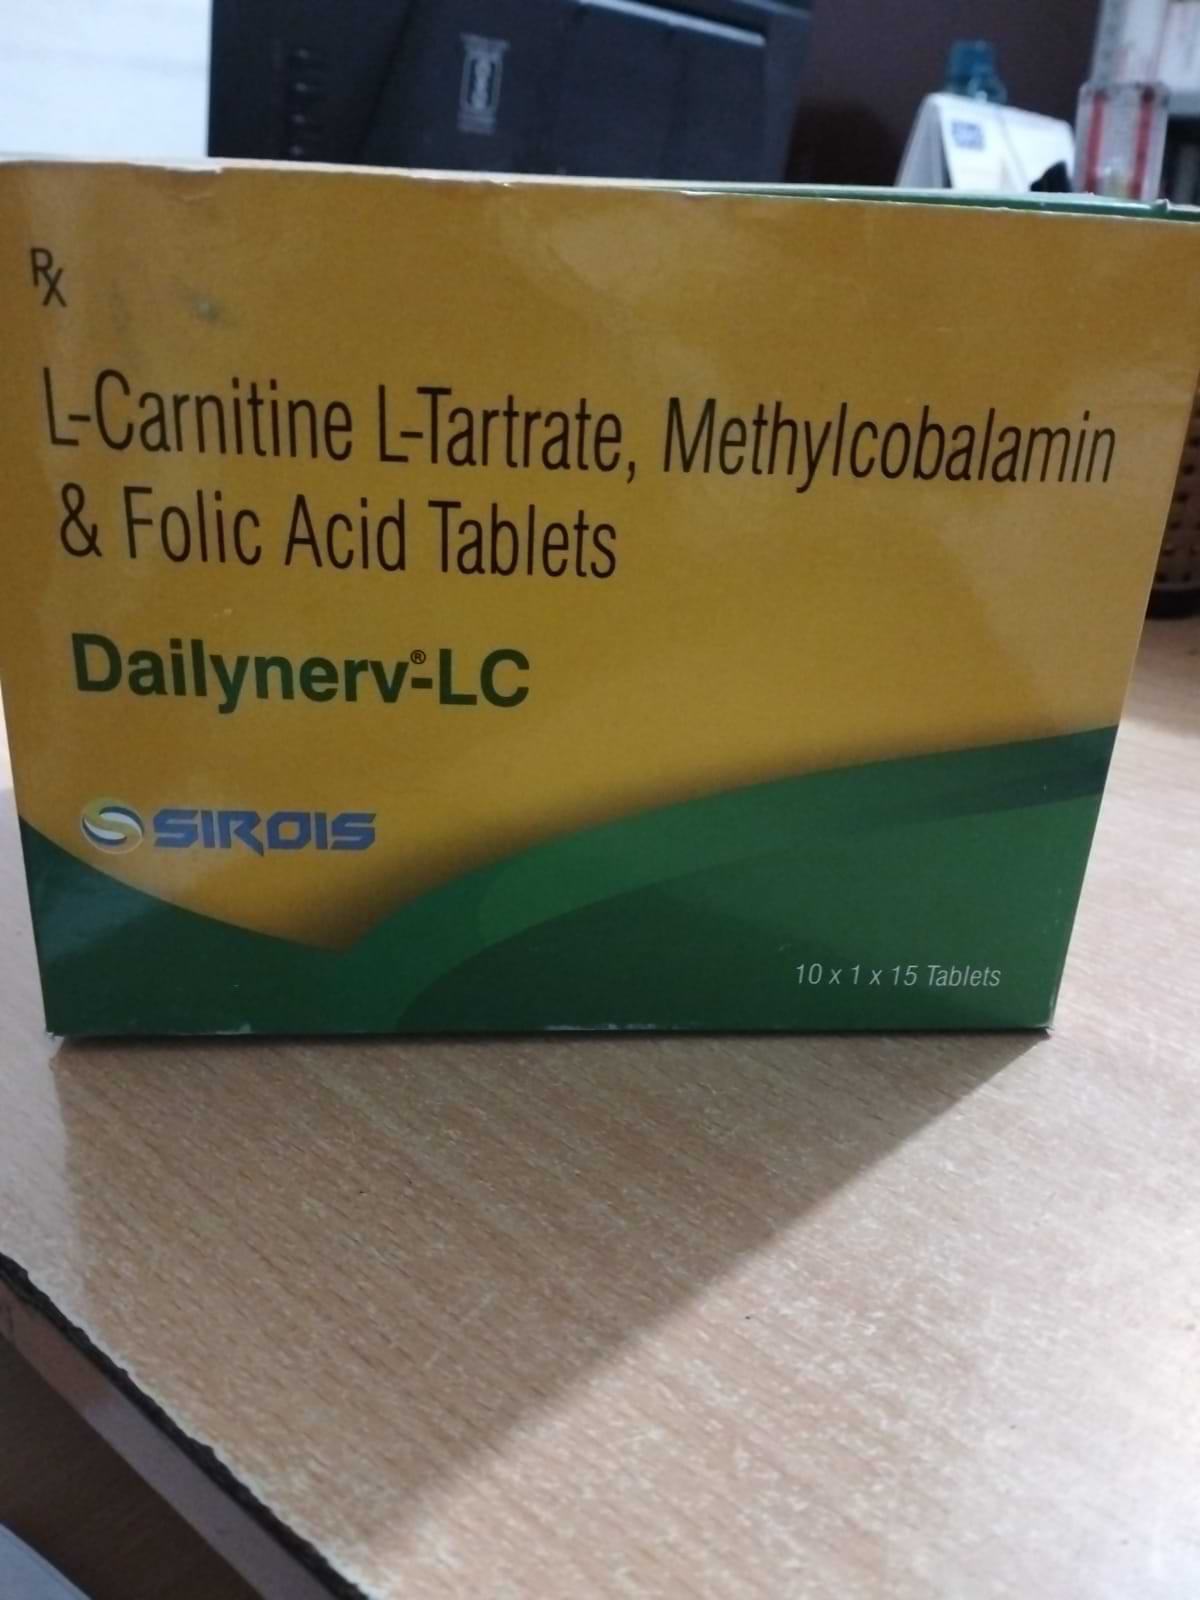 Rx
L-Carnitine L-Tartrate, Methylcobalamin
& Folic Acid Tablets
Dailynerv®-LC
SIROIS
10 x 1 x 15 Tablets